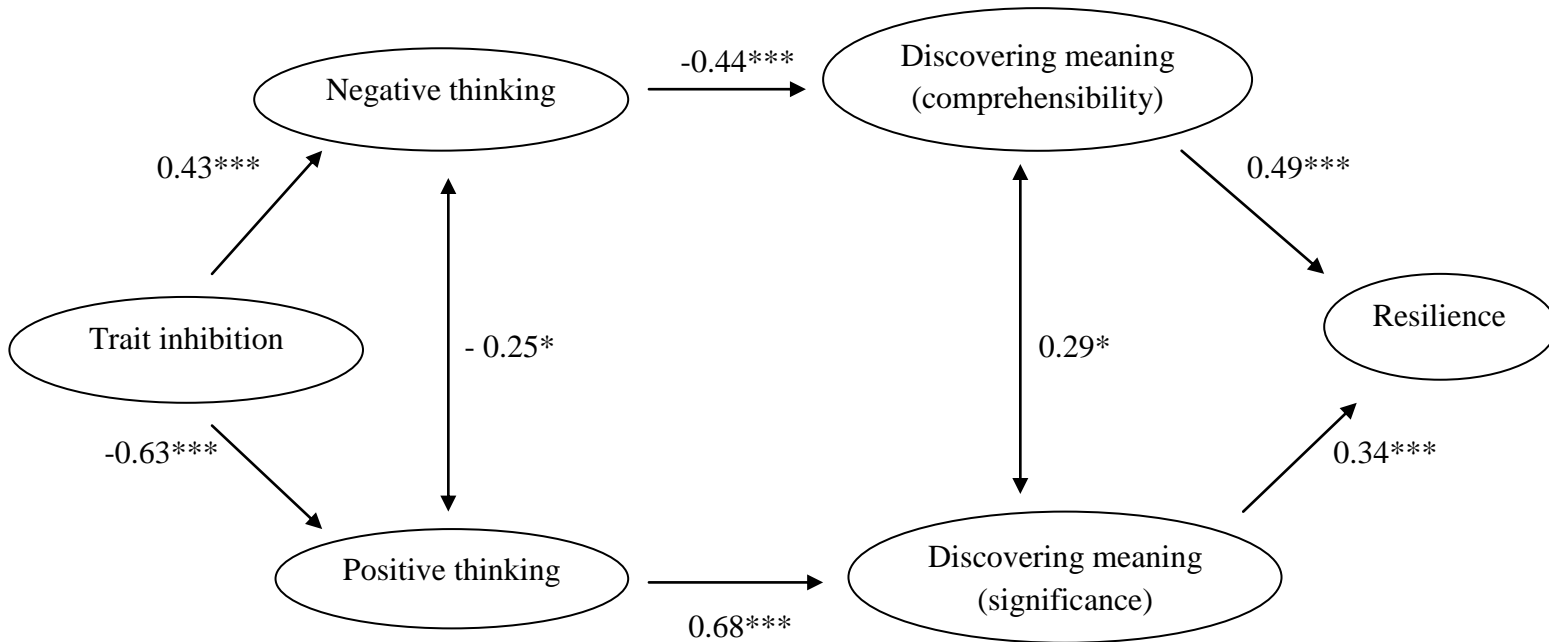 Negative thinking
-0.44***
Discovering meaning
(comprehensibility)
0.43***
0.49***
Trait inhibition
- 0.25*
0.29*
Resilience
-0.63***
0.34***
Positive thinking
0.68***
Discovering meaning
(significance)